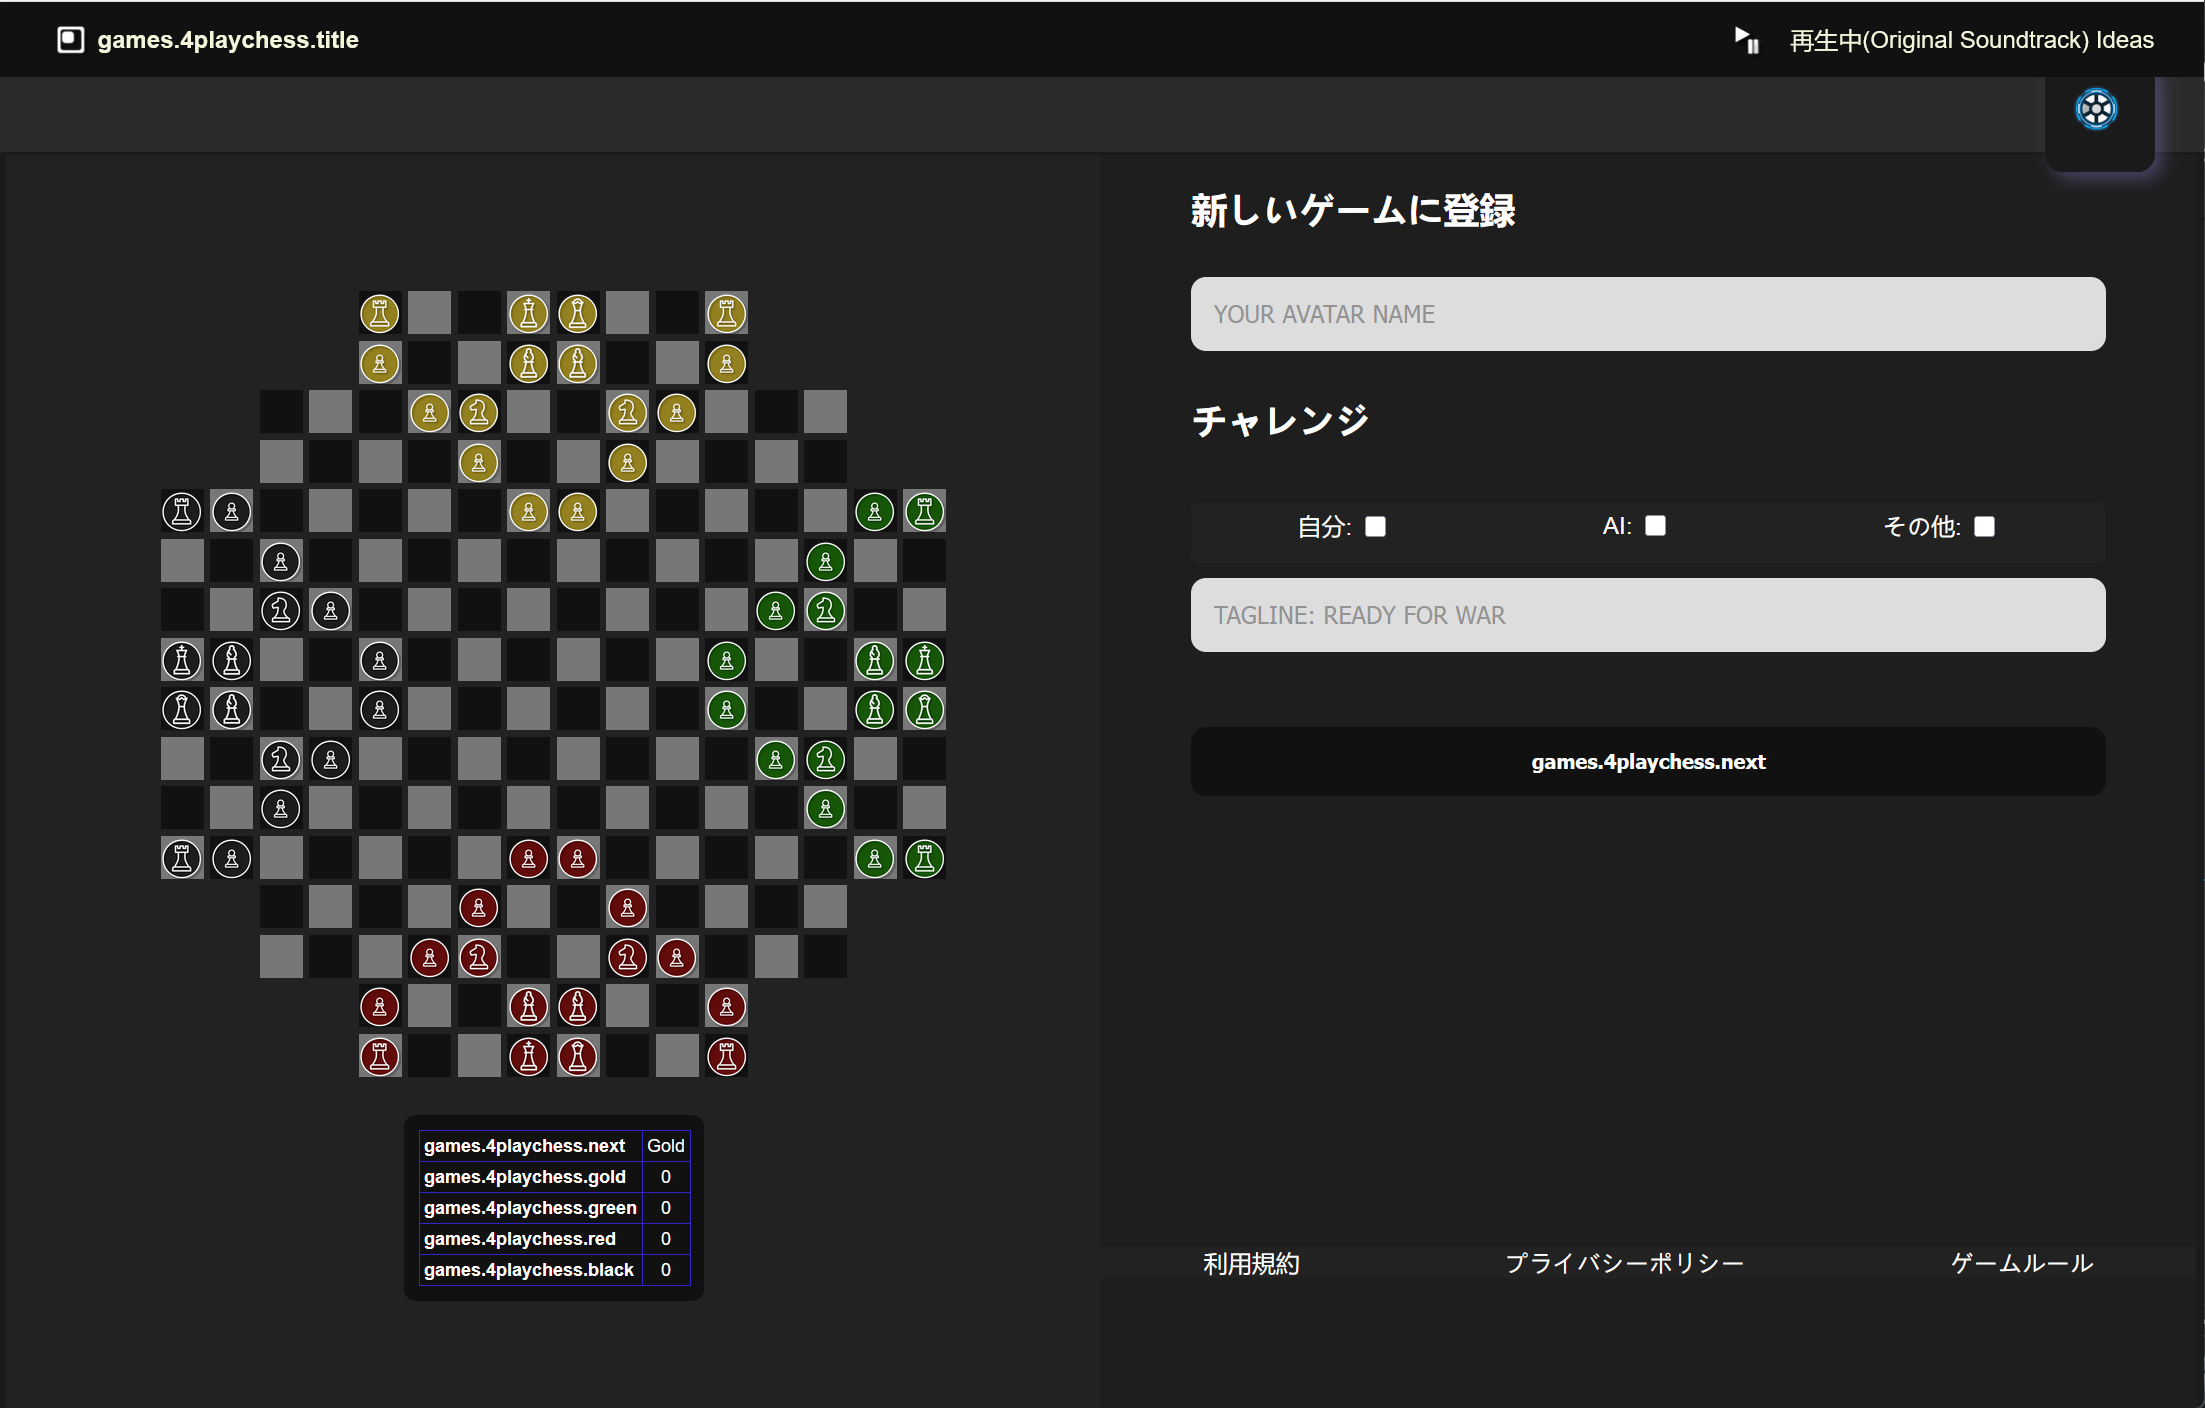 games.4playchess.title
再生中(Original Soundtrack) Ideas
新しいゲームに登録
YOUR AVATAR NAME
チャレンジ
自分:
AI:
その他:
TAGLINE: READY FOR WAR
games.4playchess.next
games.4playchess.next Gold
games.4playchess.gold 0
games.4playchess.green 0
games.4playchess.red 0
games.4playchess.black 0
利用規約
プライバシーポリシー
ゲームルール